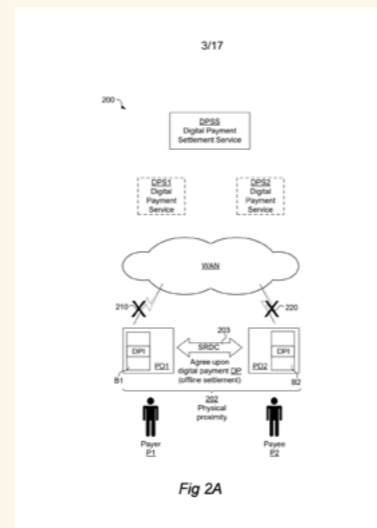 3/17
200
DPSS
Digital Payment
Settlement Service
DPS1
Digital
Payment
Service
DPS2
Digital
Payment
Service
WAN
210
220
203
SRDC
DPI
PD1
Agree upon
digital payment DP
(offline settlement)
PD2
DPI
B1
B2
202
Physical
proximity
Payer
P1
Payee
P2
Fig 2A